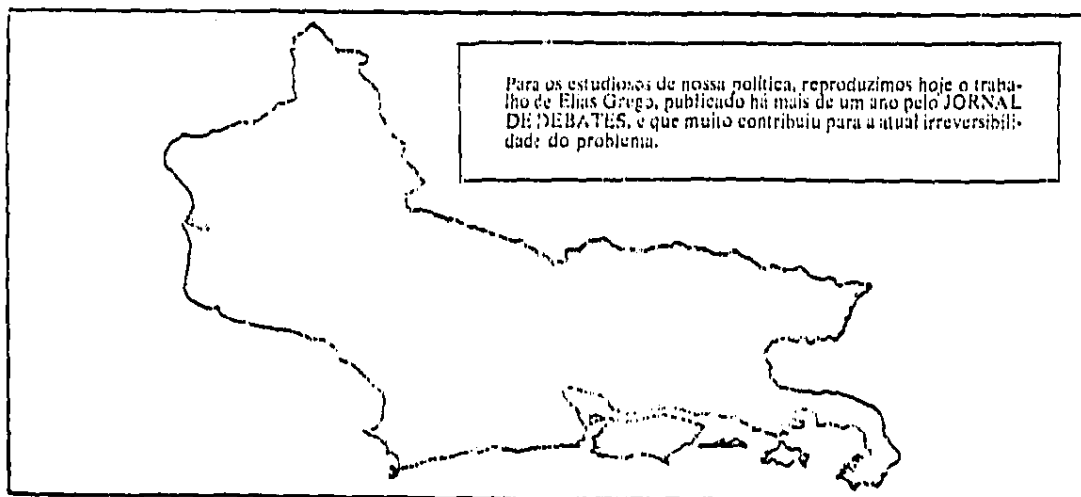 Para os estudiosos de nossa política, reproduzimos hoje o traba-
lho de Elias Grego, publicado há mais de um ano pelo JORNAL
DE DEBATES, e que muito contribuiu para a atual irreversibili-
dade do problema.